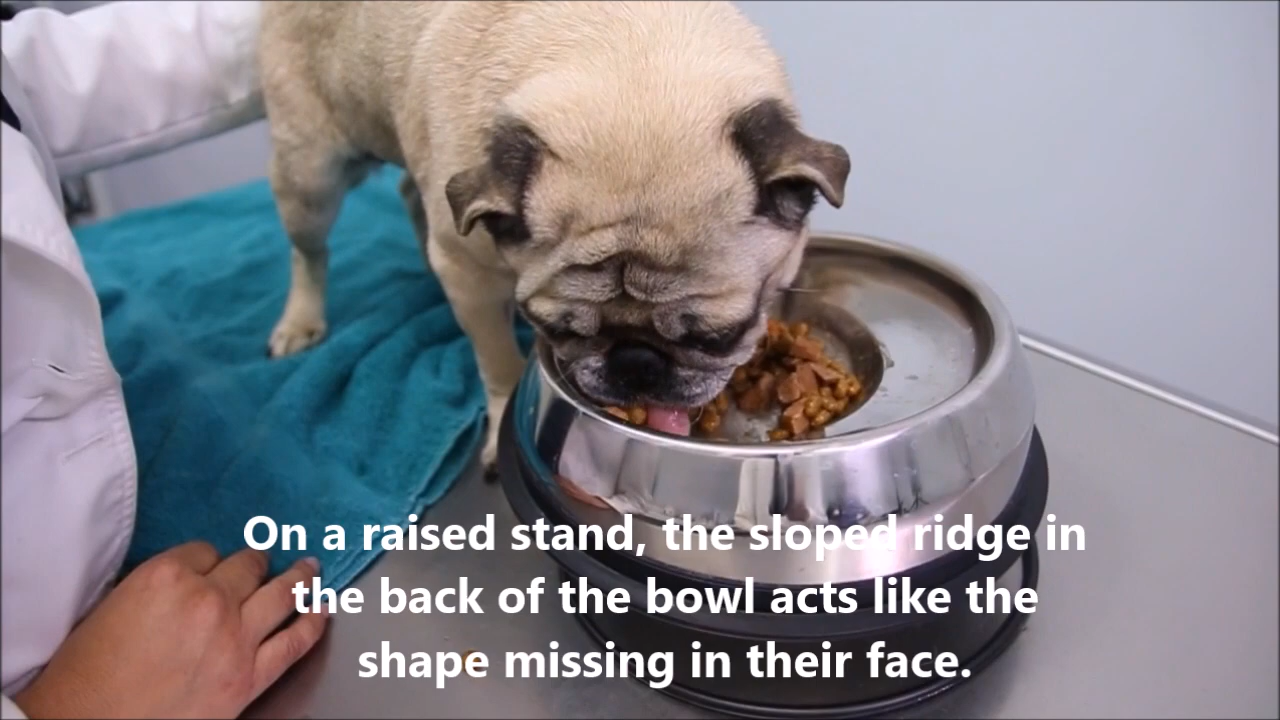 On a raised stand, the sloped ridge in
the back of the bowl acts like the
shape missing in their face.